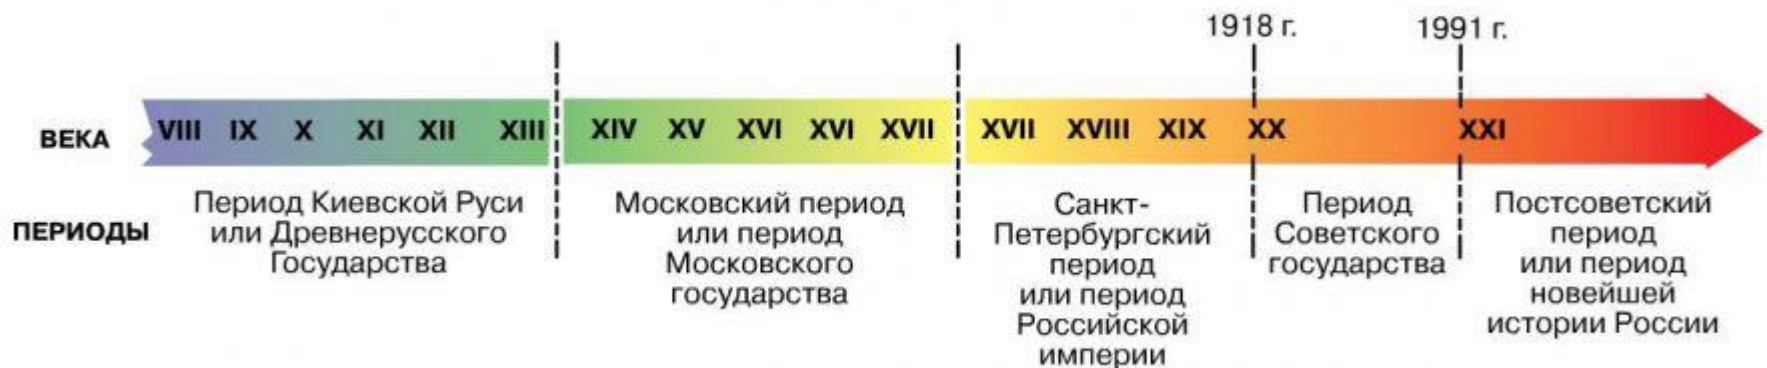 1918 г. 1991 г.
ВЕКА VIII IX X XI XII XIII XIV XV XVI XVI XVII XVII XVIII XIX XX XXI
ПЕРИОДЫ
Период Киевской Руси
или Древнерусского
Государства
Московский период
или период
Московского
государства
Санкт-
Петербургский
период
или период
Российской
империи
Период
Советского
государства
Постсоветский
период
или период
новейшей
истории России